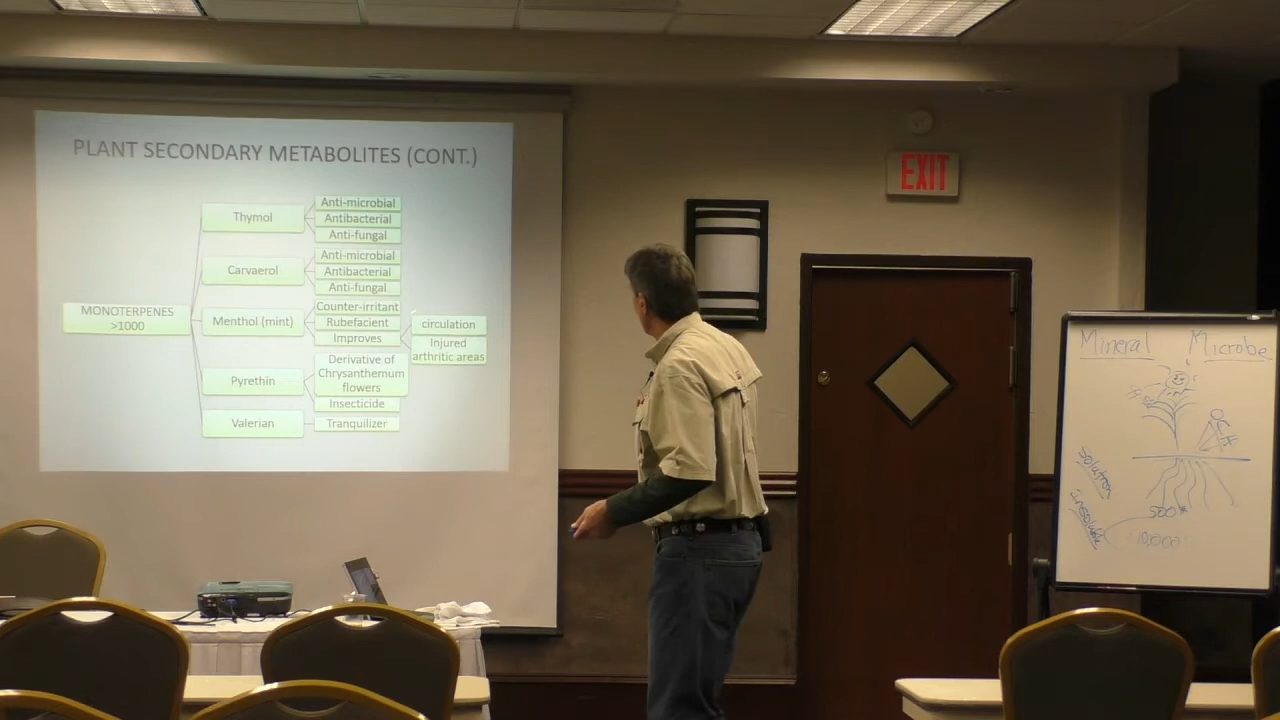 PLANT SECONDARY METABOLITES (CONT.)
MONOTERPENES
>1000
Thymol
Anti-microbial
Antibacterial
Anti-fungal
Carvaerol
Anti-microbial
Antibacterial
Anti-fungal
Menthol (mint)
Counter-irritant
Rubefacient
Improves
circulation
Injured
arthritic areas
Pyrethin
Derivative of
Chrysanthemum
flowers
Insecticide
Valerian
Tranquilizer
EXIT
Mineral Microbe
solution
500